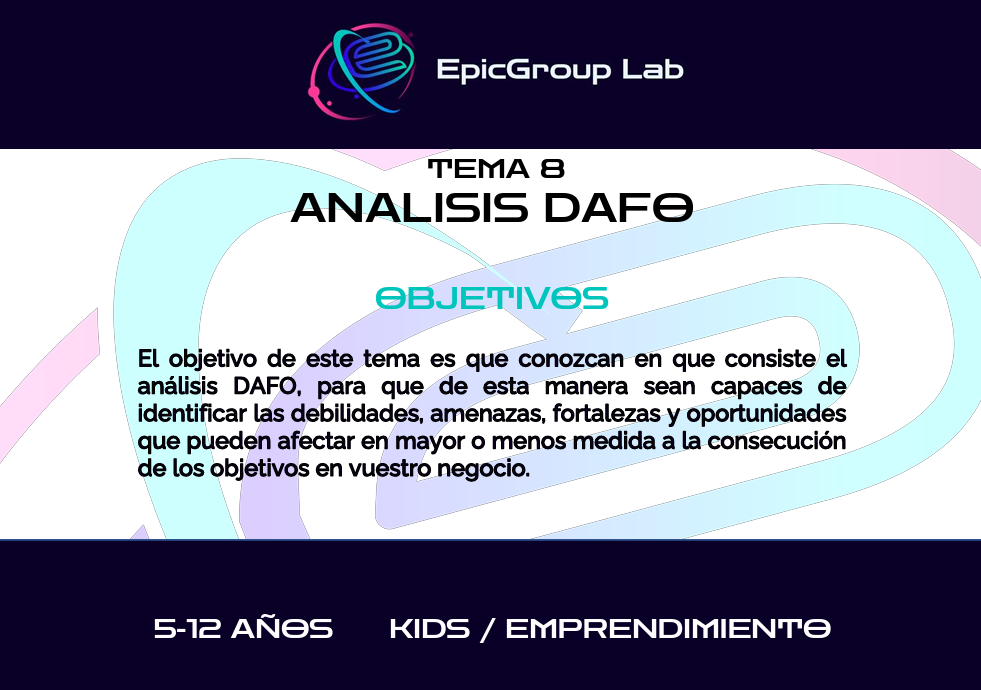 EpicGroup Lab
TEMA 8
ANALISIS DAFO
OBJETIVOS
El objetivo de este tema es que conozcan en que consiste el
análisis DAFO, para que de esta manera sean capaces de
identificar las debilidades, amenazas, fortalezas y oportunidades
que pueden afectar en mayor o menos medida a la consecución
de los objetivos en vuestro negocio.
5-12 AÑOS KIDS / EMPRENDIMIENTO